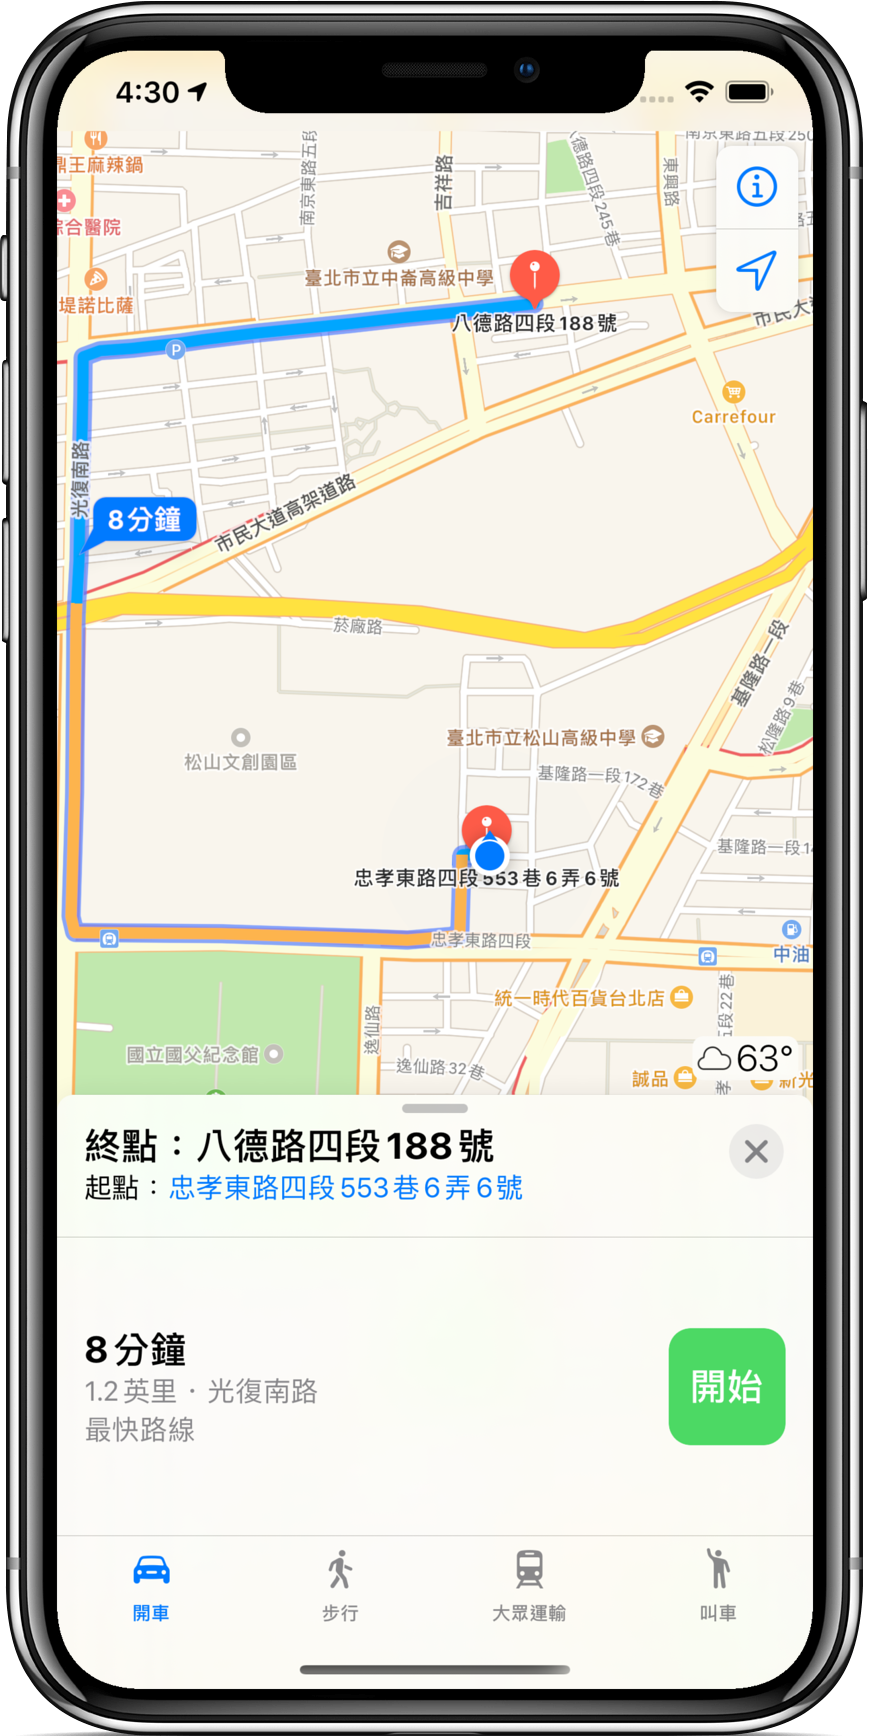 4:30
南京東路五段250
鼎王麻辣鍋
南京東路五段
吉祥路
八德路四段245巷
東興路
綜合醫院
臺北市立中崙高級中學
堤諾比薩
八德路四段188號
市民大
P
Carrefour
光復南路
8分鐘
市民大道高架道路
菸廠路
基隆路一段
松隆路9巷
臺北市立松山高級中學
松山文創園區
基隆路一段172巷
基隆路一段14
忠孝東路四段553巷6弄6號
忠孝東路四段
中油
統一時代百貨台北店
五段22巷
逸仙路
國立國父紀念館
逸仙路32巷
63°
誠品
新光
終點：八德路四段188號
起點：忠孝東路四段553巷6弄6號
8分鐘
1.2英里 · 光復南路
最快路線
開始
開車
步行
大眾運輸
叫車